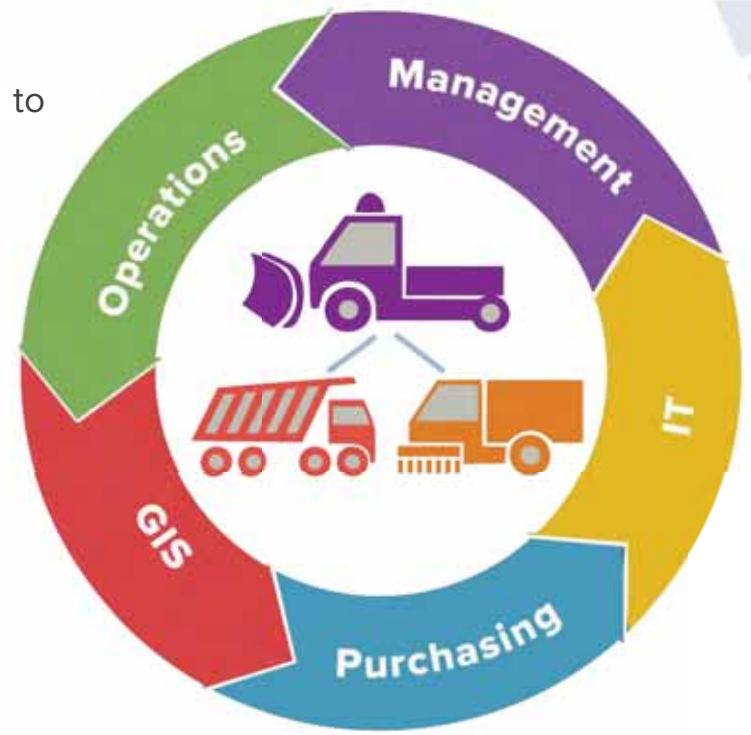 to
Management
Operations
IT
GIS
Purchasing